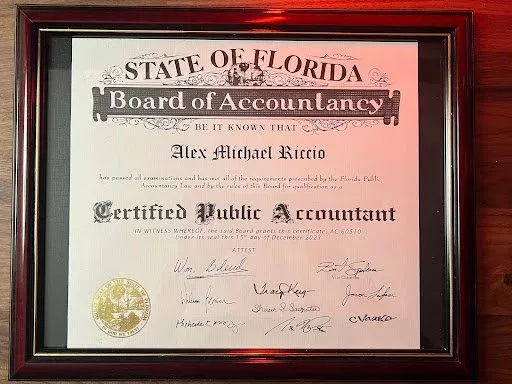 STATE OF FLORIDA
Board of Accountancy
BE IT KNOWN THAT
Alex Michael Riccio
has passed all examinations and has met all of the requirements prescribed by the Florida Public
Accountancy Law and by the rules of this Board for qualification as a
Certified Public Accountant
IN WITNESS WHEREOF, the said Board grants this Certificate, AC 60510
Under its seal this 15th day of December 2023
ATTEST